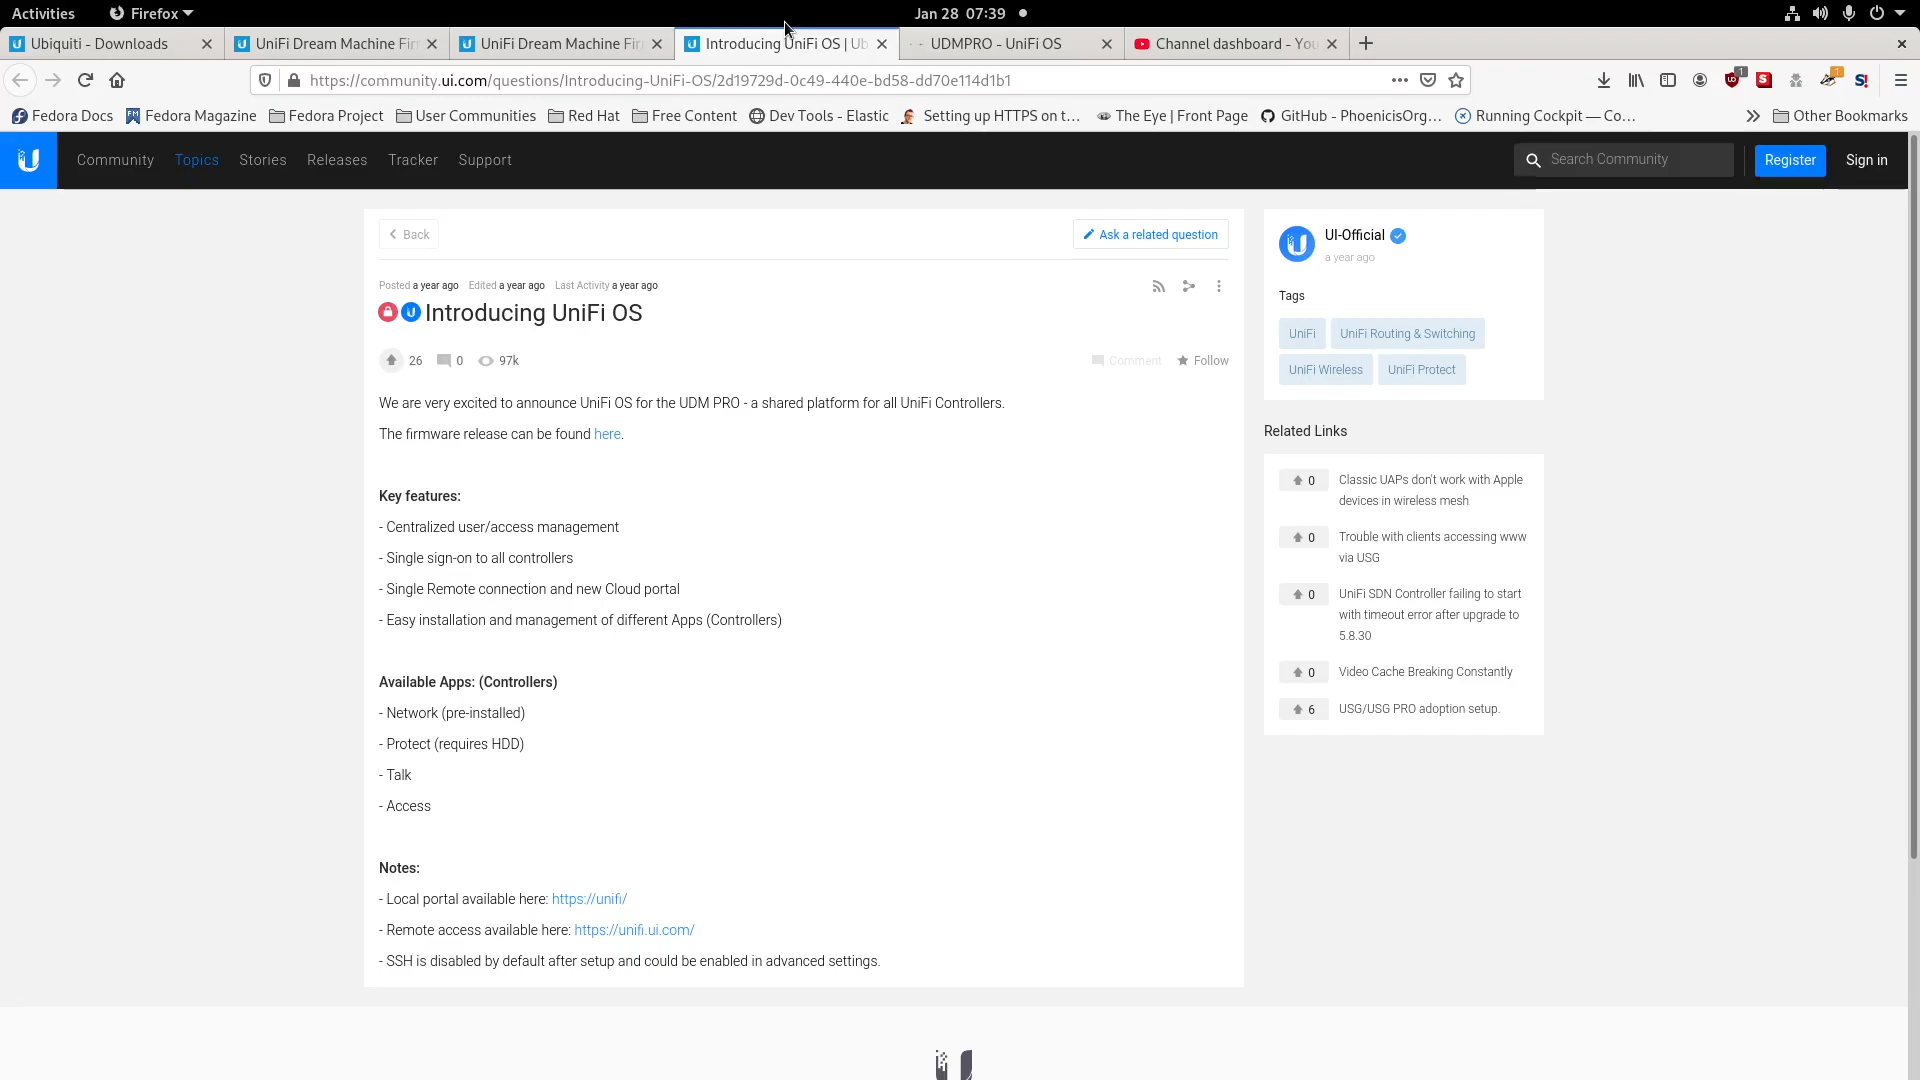 Activities
Firefox
Jan 28 07:39
Ubiquiti - Downloads
UniFi Dream Machine Fir
UniFi Dream Machine Fir
Introducing UniFi OS | Ub
UDMPRO - UniFi OS
Channel dashboard - You
https://community.ui.com/questions/Introducing-UniFi-OS/2d19729d-0c49-440e-bd58-dd70e114d1b1
1
1
Fedora Docs
Fedora Magazine
Fedora Project
User Communities
Red Hat
Free Content
Dev Tools - Elastic
Setting up HTTPS on t…
The Eye | Front Page
GitHub - PhoenicisOrg…
Running Cockpit — Co…
Other Bookmarks
Community
Topics
Stories
Releases
Tracker
Support
Search Community
Register
Sign in
Back
Ask a related question
Posted a year ago Edited a year ago Last Activity a year ago
Introducing UniFi OS
26
0
97k
Comment
Follow
We are very excited to announce UniFi OS for the UDM PRO - a shared platform for all UniFi Controllers.
The firmware release can be found here.
Key features:
- Centralized user/access management
- Single sign-on to all controllers
- Single Remote connection and new Cloud portal
- Easy installation and management of different Apps (Controllers)
Available Apps: (Controllers)
- Network (pre-installed)
- Protect (requires HDD)
- Talk
- Access
Notes:
- Local portal available here: https://unifi/
- Remote access available here: https://unifi.ui.com/
- SSH is disabled by default after setup and could be enabled in advanced settings.
UI-Official
a year ago
Tags
UniFi
UniFi Routing & Switching
UniFi Wireless
UniFi Protect
Related Links
0
Classic UAPs don't work with Apple
devices in wireless mesh
0
Trouble with clients accessing www
via USG
0
UniFi SDN Controller failing to start
with timeout error after upgrade to
5.8.30
0
Video Cache Breaking Constantly
6
USG/USG PRO adoption setup.